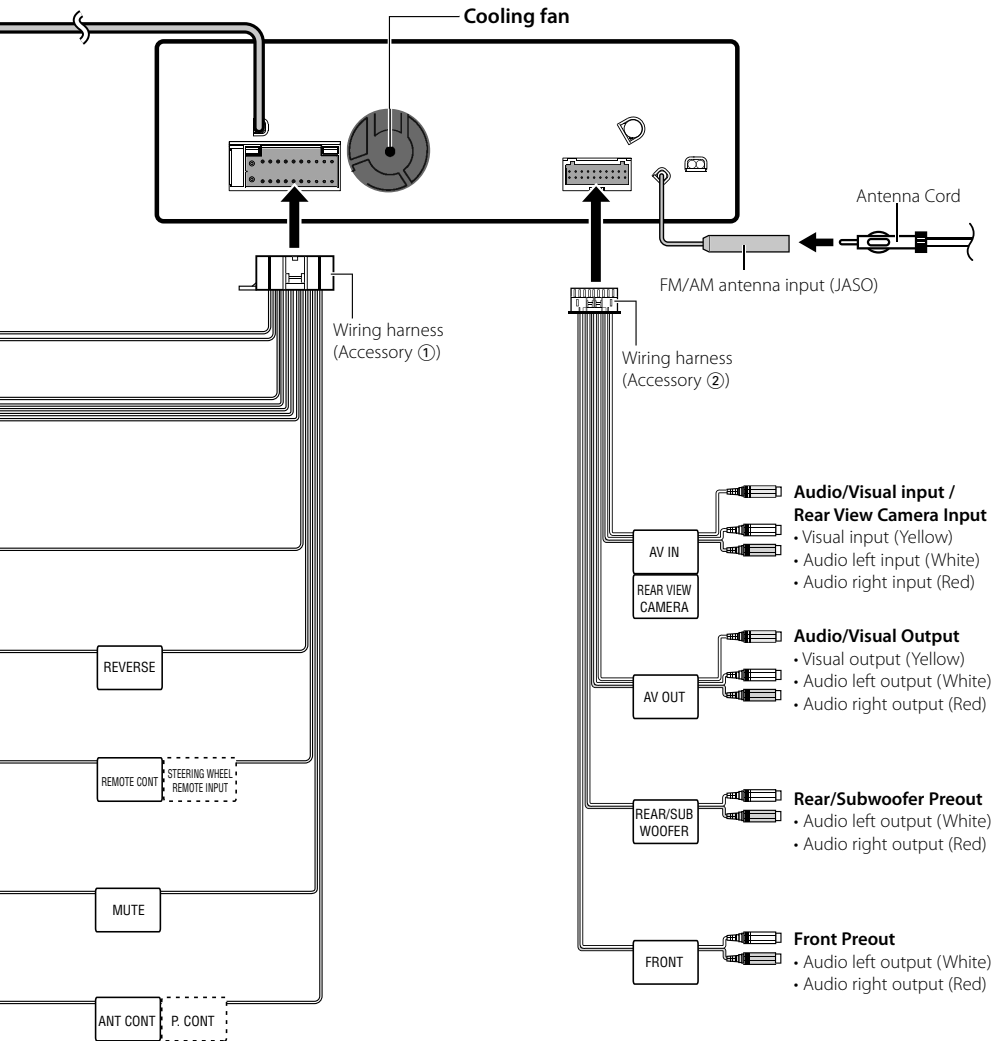 Cooling fan
Antenna Cord
FM/AM antenna input (JASO)
Wiring harness
(Accessory ①)
Wiring harness
(Accessory ②)
AV IN
REAR VIEW
CAMERA
Audio/Visual input /
Rear View Camera Input
• Visual input (Yellow)
• Audio left input (White)
• Audio right input (Red)
REVERSE
AV OUT
Audio/Visual Output
• Visual output (Yellow)
• Audio left output (White)
• Audio right output (Red)
REMOTE CONT
STEERING WHEEL
REMOTE INPUT
REAR/SUB
WOOFER
Rear/Subwoofer Preout
• Audio left output (White)
• Audio right output (Red)
MUTE
FRONT
Front Preout
• Audio left output (White)
• Audio right output (Red)
ANT CONT
P. CONT